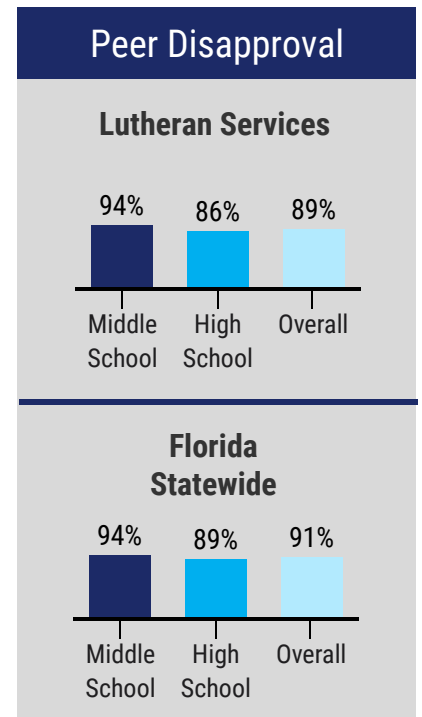 Peer Disapproval
Lutheran Services
94% 86% 89%
Middle High Overall
School School
Florida
Statewide
94% 89% 91%
Middle High Overall
School School